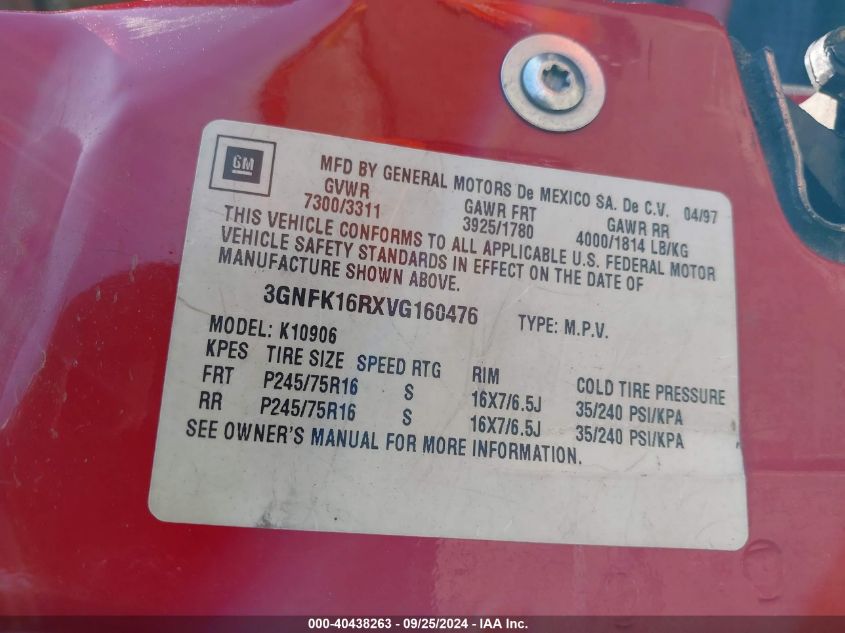 GM
MFD BY GENERAL MOTORS De MEXICO SA. De C.V. 04/97
GVWR GAWR FRT GAWR RR
7300/3311 3925/1780 4000/1814 LB/KG
THIS VEHICLE CONFORMS TO ALL APPLICABLE U.S. FEDERAL MOTOR
VEHICLE SAFETY STANDARDS IN EFFECT ON THE DATE OF
MANUFACTURE SHOWN ABOVE.
3GNFK16RXVG160476 TYPE: M.P.V.
MODEL: K10906
KPES TIRE SIZE SPEED RTG RIM COLD TIRE PRESSURE
FRT P245/75R16 S 16X7/6.5J 35/240 PSI/KPA
RR P245/75R16 S 16X7/6.5J 35/240 PSI/KPA
SEE OWNER'S MANUAL FOR MORE INFORMATION.
000-40438263 - 09/25/2024 - IAA Inc.